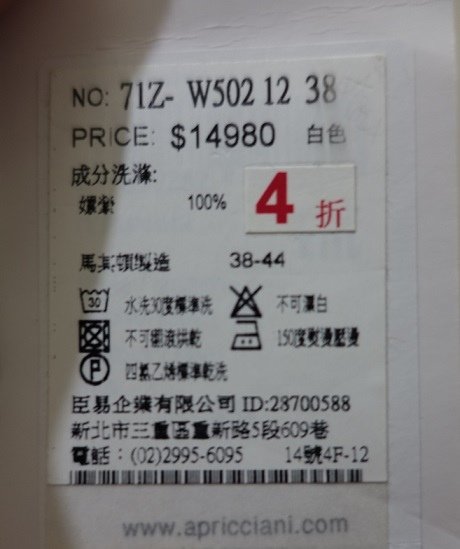 NO: 71Z- W502 12 38
PRICE: $14980 白色
成分洗滌:
嫘縈 100%
4折
馬其頓製造 38-44
30 水洗30度標準洗 不可漂白
不可翻滾烘乾 150度熨燙壓燙
P 四氯乙烯標準乾洗
臣易企業有限公司 ID:28700588
新北市三重區重新路5段609巷
電話：(02)2995-6095 14號4F-12
www.apricciani.com